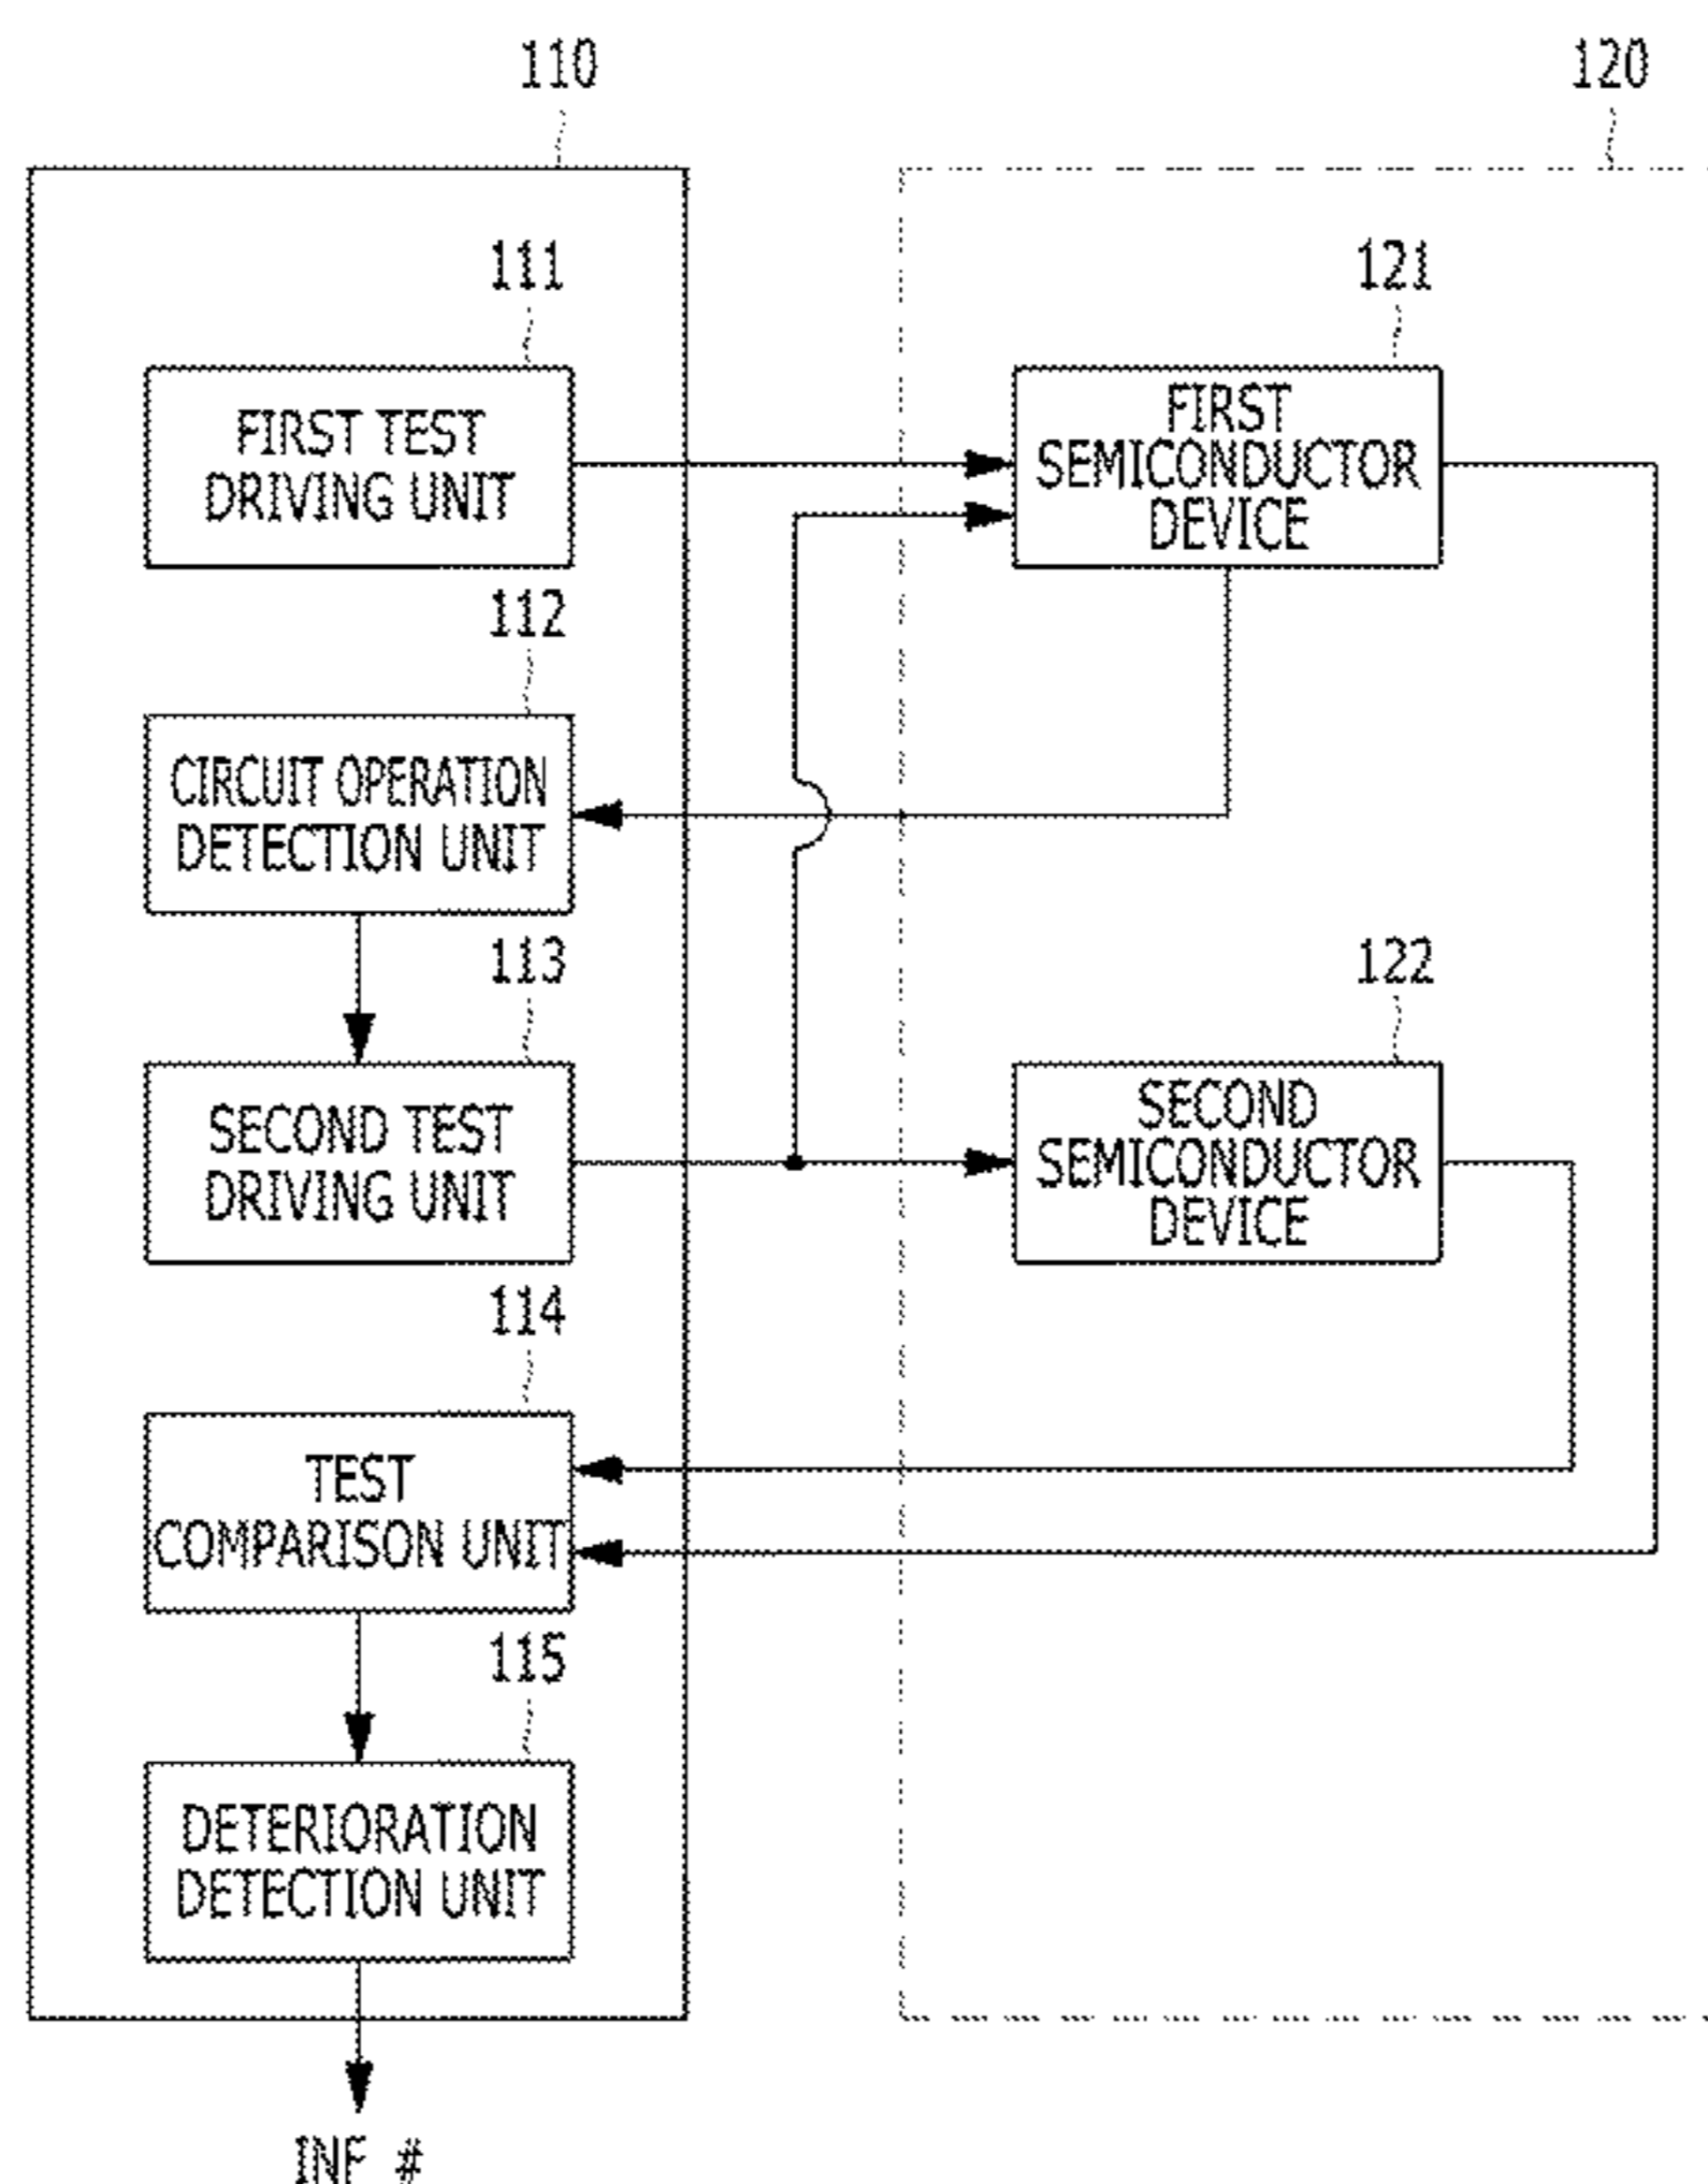 110
120
111
121
FIRST TEST
DRIVING UNIT
FIRST
SEMICONDUCTOR
DEVICE
112
CIRCUIT OPERATION
DETECTION UNIT
113
122
SECOND TEST
DRIVING UNIT
SECOND
SEMICONDUCTOR
DEVICE
114
TEST
COMPARISON UNIT
115
DETERIORATION
DETECTION UNIT
INF_#